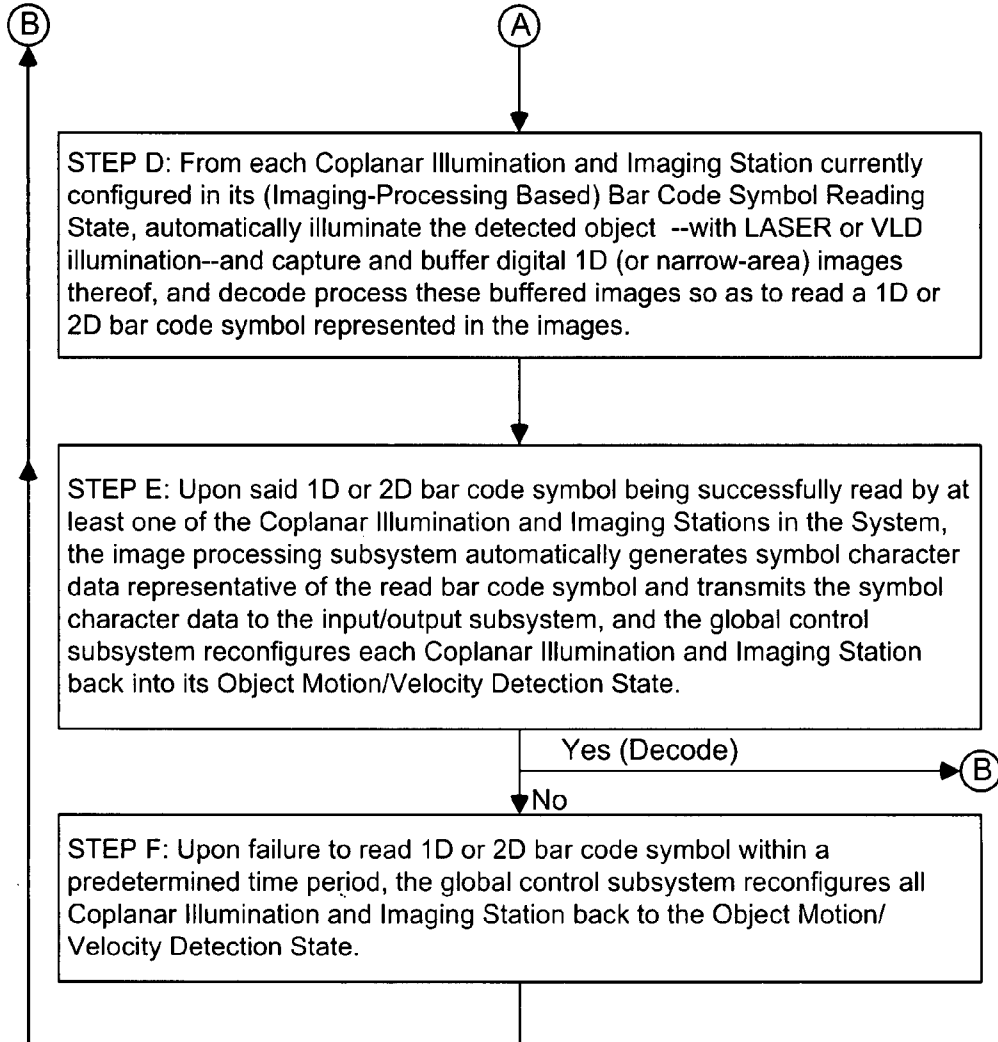 B
A
STEP D: From each Coplanar Illumination and Imaging Station currently
configured in its (Imaging-Processing Based) Bar Code Symbol Reading
State, automatically illuminate the detected object --with LASER or VLD
illumination--and capture and buffer digital 1D (or narrow-area) images
thereof, and decode process these buffered images so as to read a 1D or
2D bar code symbol represented in the images.
STEP E: Upon said 1D or 2D bar code symbol being successfully read by at
least one of the Coplanar Illumination and Imaging Stations in the System,
the image processing subsystem automatically generates symbol character
data representative of the read bar code symbol and transmits the symbol
character data to the input/output subsystem, and the global control
subsystem reconfigures each Coplanar Illumination and Imaging Station
back into its Object Motion/Velocity Detection State.
Yes (Decode)
B
No
STEP F: Upon failure to read 1D or 2D bar code symbol within a
predetermined time period, the global control subsystem reconfigures all
Coplanar Illumination and Imaging Station back to the Object Motion/
Velocity Detection State.